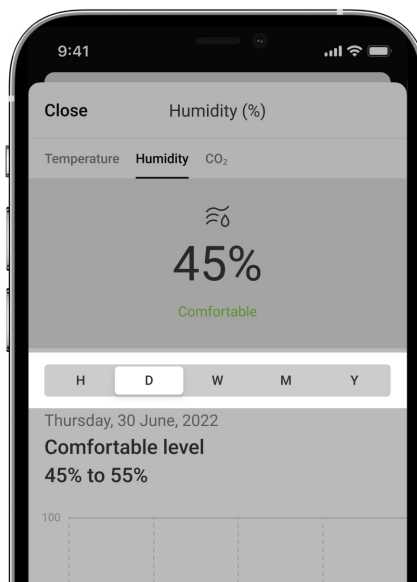 9:41
Close Humidity (%)
Temperature Humidity CO₂
45%
Comfortable
H D W M Y
Thursday, 30 June, 2022
Comfortable level
45% to 55%
100